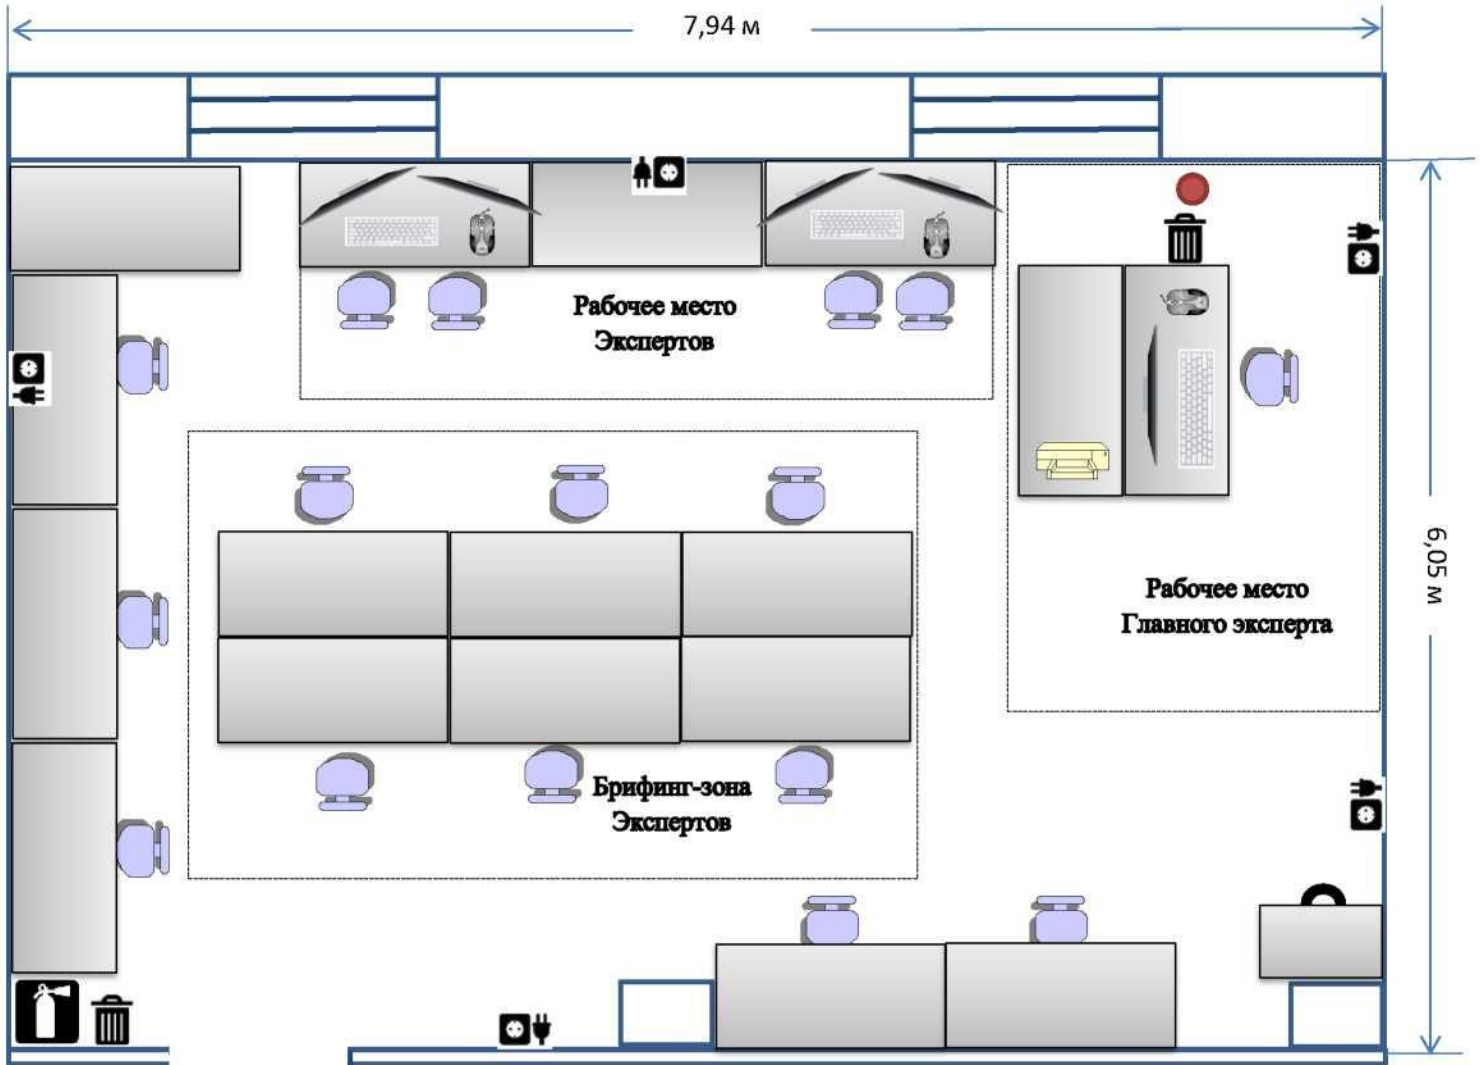 7,94 м
Рабочее место
Экспертов
6,05 м
Рабочее место
Главного эксперта
Брифинг-зона
Экспертов